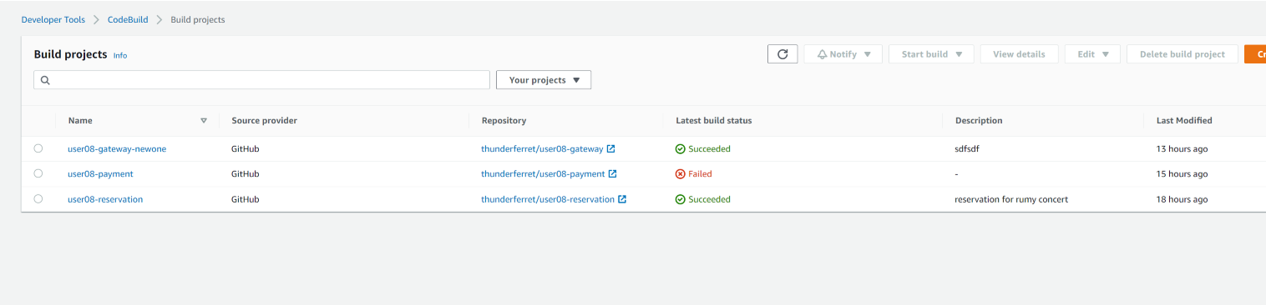 Developer Tools > CodeBuild > Build projects
Build projects Info
Notify Start build View details Edit Delete build project
Your projects
Name Source provider Repository Latest build status Description Last Modified
user08-gateway-newone GitHub thunderferret/user08-gateway Succeeded sdfsdf 13 hours ago
user08-payment GitHub thunderferret/user08-payment Failed - 15 hours ago
user08-reservation GitHub thunderferret/user08-reservation Succeeded reservation for rumy concert 18 hours ago